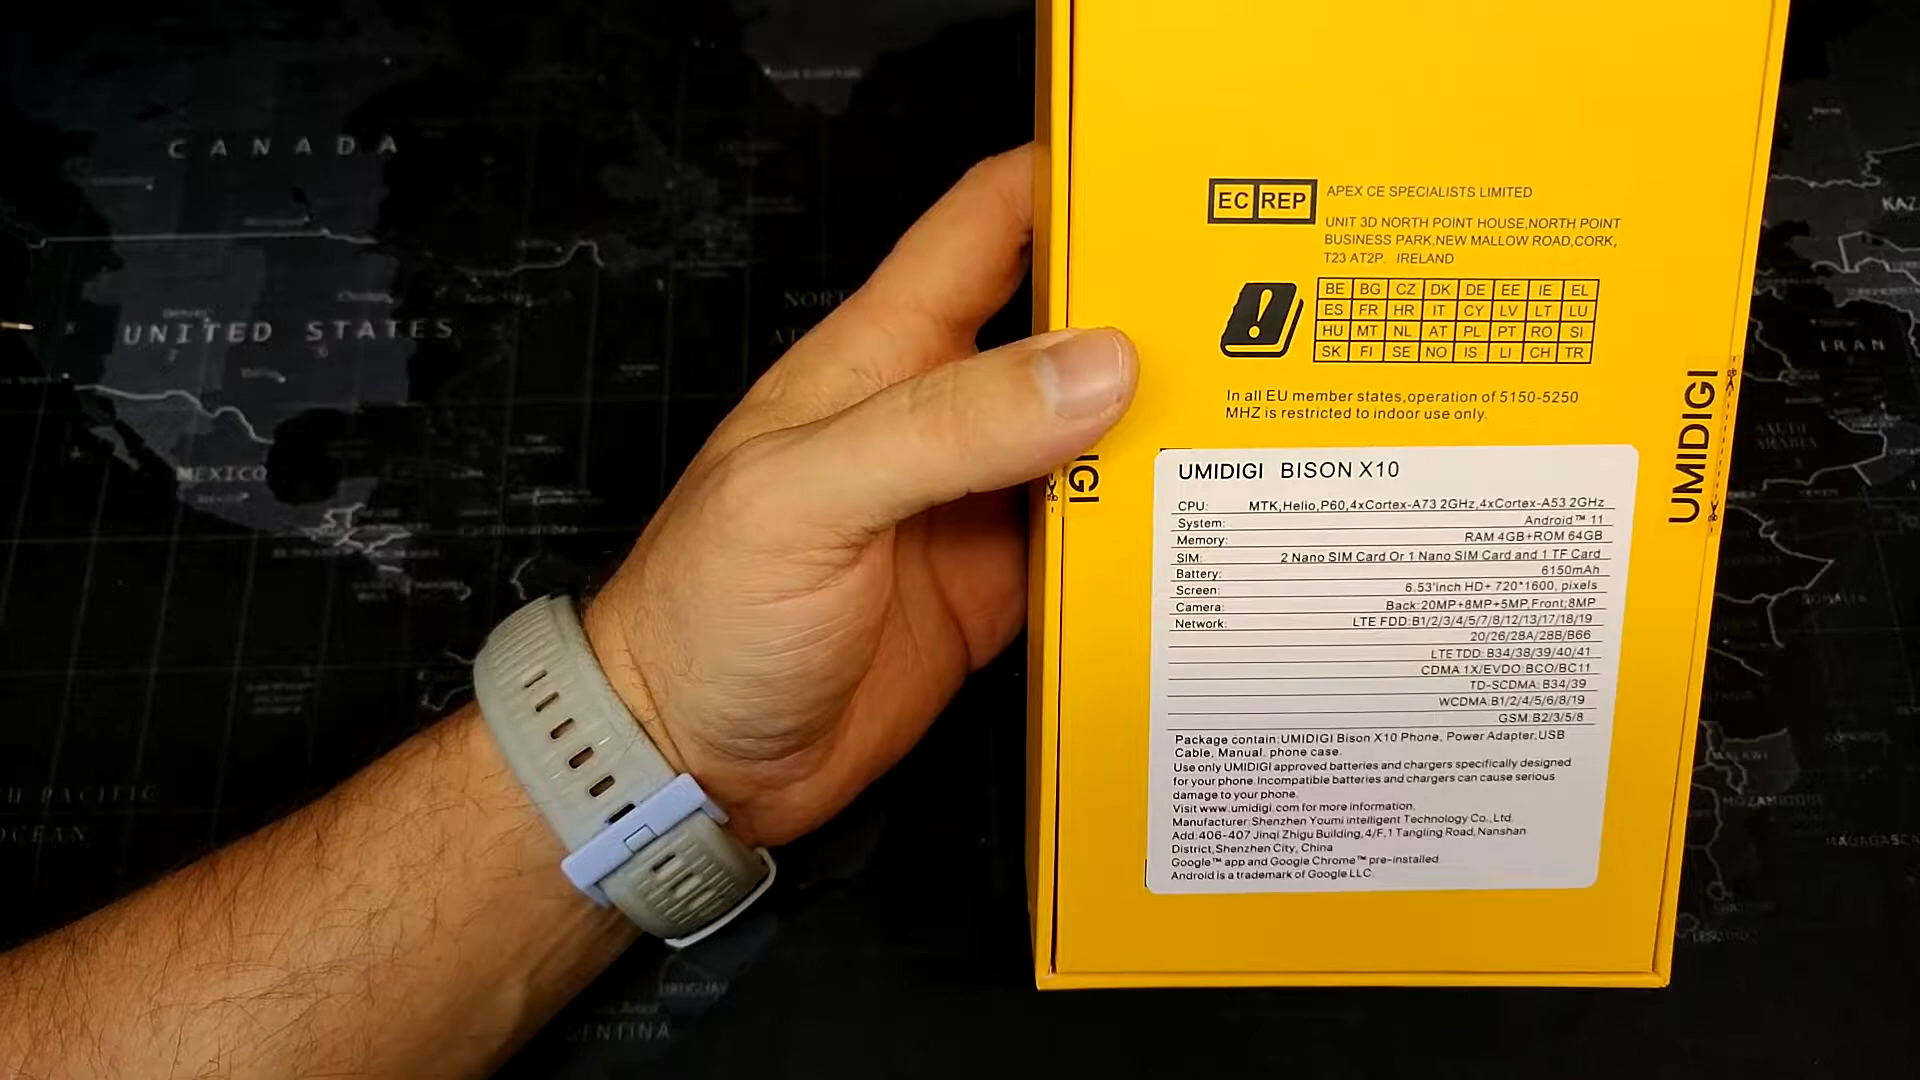 CANADA
UNITED STATES
MEXICO
URUGUAY
IRAN
SAUDI
ARABIA
EC REP
APEX CE SPECIALISTS LIMITED
UNIT 3D NORTH POINT HOUSE,NORTH POINT
BUSINESS PARK,NEW MALLOW ROAD,CORK,
T23 AT2P. IRELAND
BE BG CZ DK DE EE IE EL
ES FR HR IT CY LV LT LU
HU MT NL AT PL PT RO SI
SK FI SE NO IS LI CH TR
In all EU member states,operation of 5150-5250
MHZ is restricted to indoor use only.
IGI
UMIDIGI
UMIDIGI BISON X10
CPU: MTK,Helio,P60,4xCortex-A73 2GHz,4xCortex-A53 2GHz
System: Android™ 11
Memory: RAM 4GB+ROM 64GB
SIM: 2 Nano SIM Card Or 1 Nano SIM Card and 1 TF Card
Battery: 6150mAh
Screen: 6.53'inch HD+ 720*1600, pixels
Camera: Back:20MP+8MP+5MP,Front:8MP
Network: LTE FDD:B1/2/3/4/5/7/8/12/13/17/18/19
20/26/28A/28B/B66
LTE TDD: B34/38/39/40/41
CDMA 1X/EVDO:BC0/BC11
TD-SCDMA: B34/39
WCDMA:B1/2/4/5/6/8/19
GSM:B2/3/5/8
Package contain:UMIDIGI Bison X10 Phone, Power Adapter,USB
Cable, Manual, phone case.
Use only UMIDIGI approved batteries and chargers specifically designed
for your phone.Incompatible batteries and chargers can cause serious
damage to your phone.
Visit www.umidigi.com for more information.
Manufacturer:Shenzhen Youmi intelligent Technology Co.,Ltd.
Add:406-407 Jinqi Zhigu Building,4/F,1 Tangling Road,Nanshan
District,Shenzhen City, China
Google™ app and Google Chrome™ pre-installed
Android is a trademark of Google LLC.